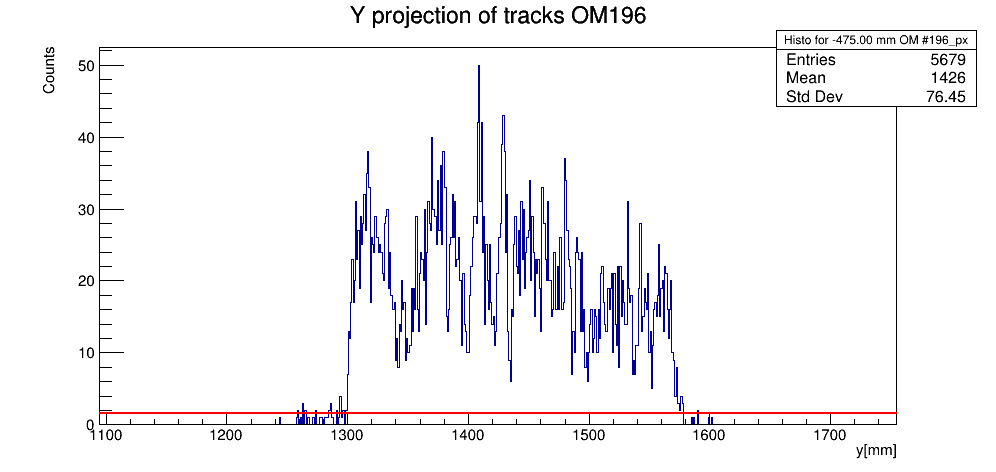 Y projection of tracks OM196
Histo for -475.00 mm OM #196_px
Entries 5679
Mean 1426
Std Dev 76.45
Counts
50
40
30
20
10
0
1100 1200 1300 1400 1500 1600 1700
y[mm]